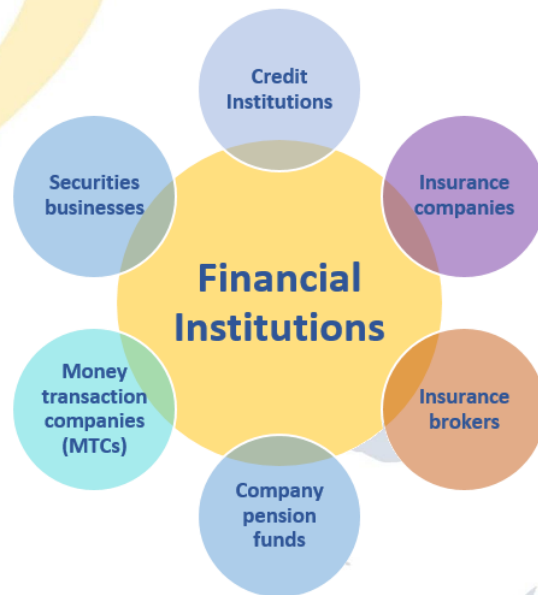 Credit
Institutions
Securities
businesses
Insurance
companies
Financial
Institutions
Money
transaction
companies
(MTCs)
Insurance
brokers
Company
pension
funds